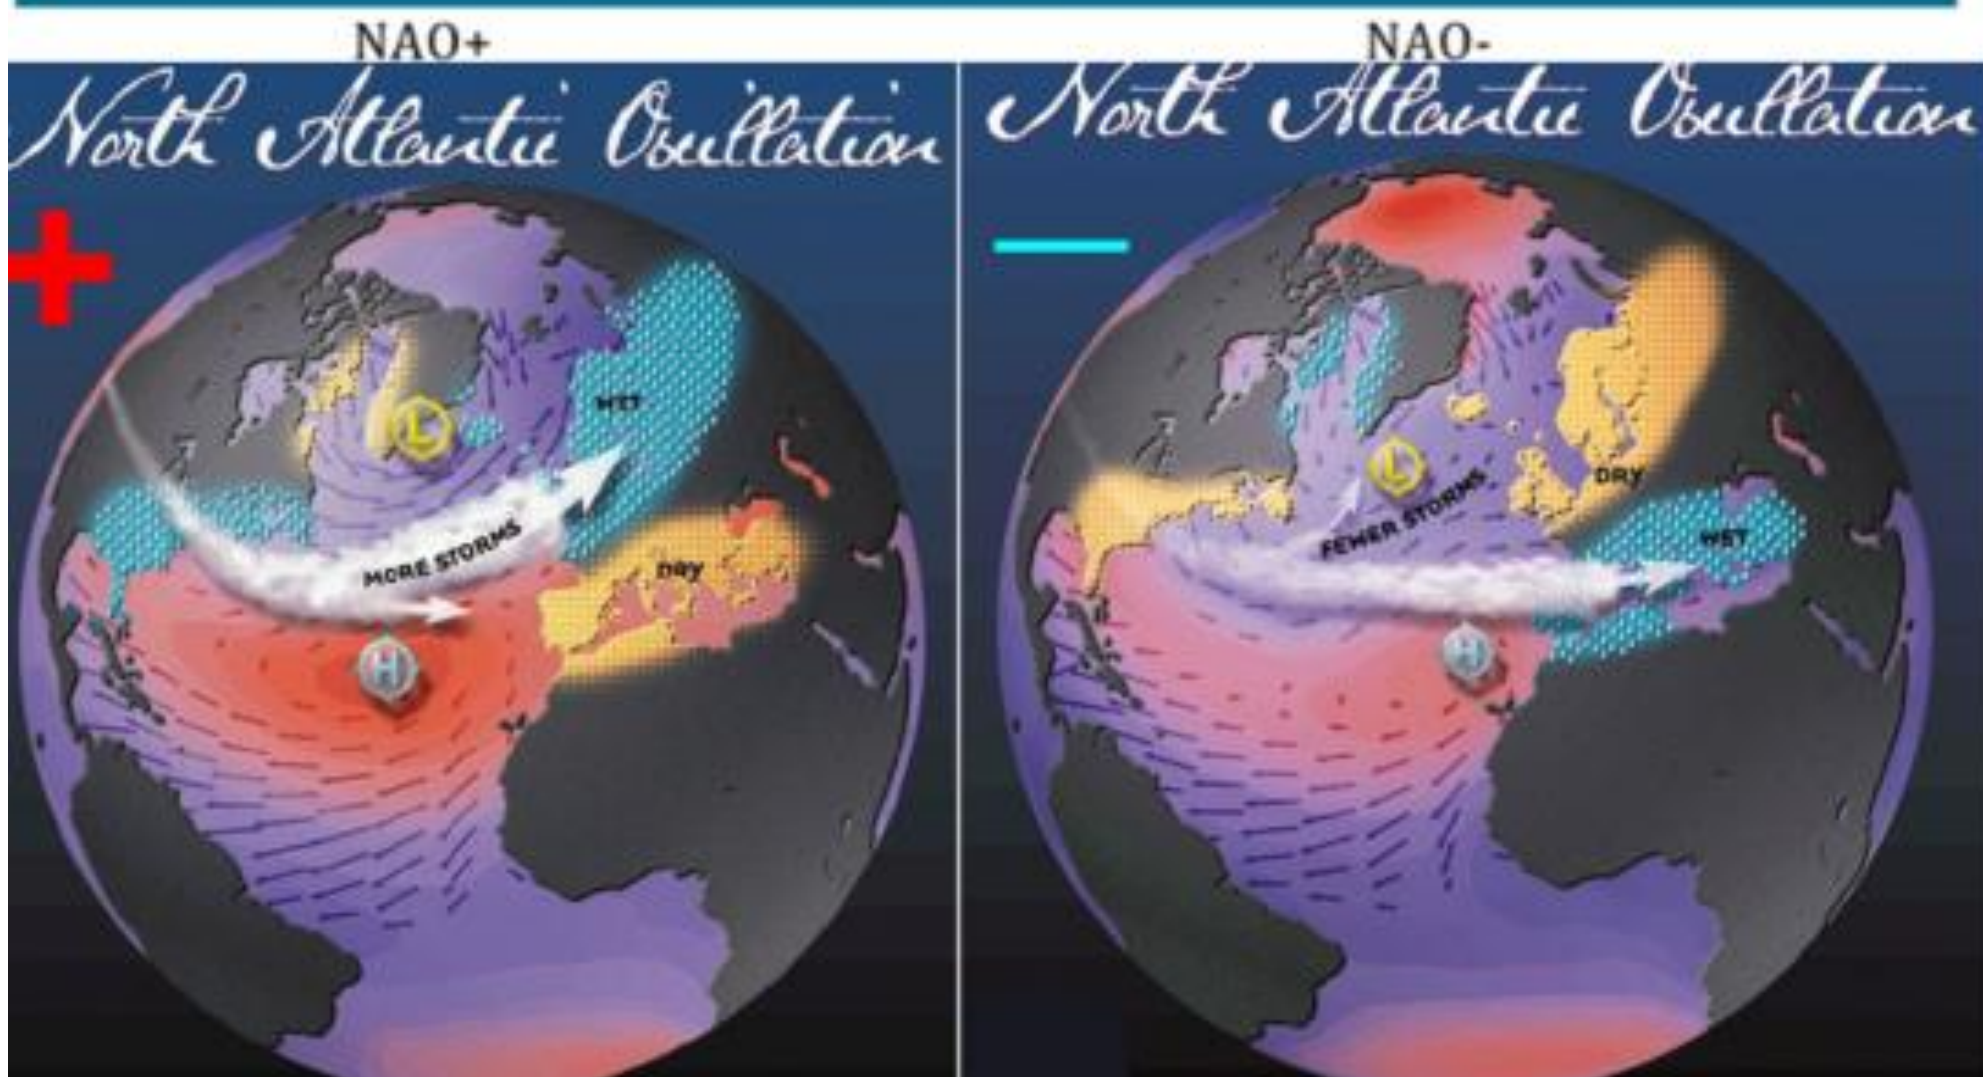 NAO+
North Atlantic Oscillation
+
L
WET
MORE STORMS
DRY
H
NAO-
North Atlantic Oscillation
—
L
DRY
FEWER STORMS
WET
H